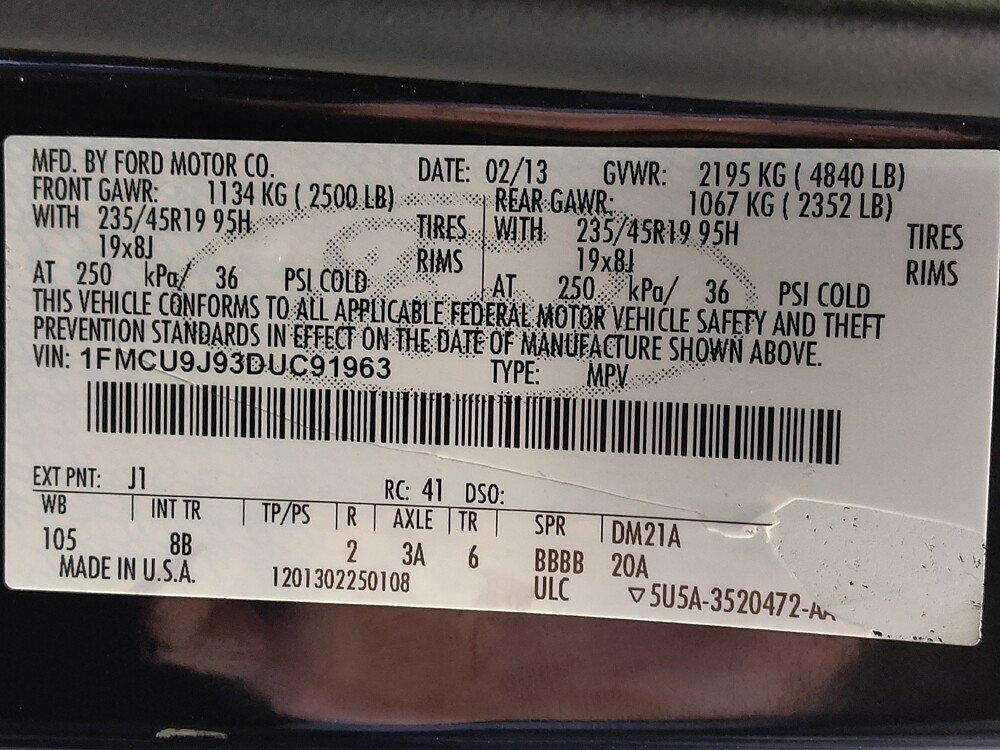 MFD. BY FORD MOTOR CO. DATE: 02/13 GVWR: 2195 KG ( 4840 LB)
FRONT GAWR: 1134 KG ( 2500 LB) REAR GAWR: 1067 KG ( 2352 LB)
WITH 235/45R19 95H TIRES WITH 235/45R19 95H TIRES
19x8J RIMS 19x8J RIMS
AT 250 kPa/ 36 PSI COLD AT 250 kPa/ 36 PSI COLD
THIS VEHICLE CONFORMS TO ALL APPLICABLE FEDERAL MOTOR VEHICLE SAFETY AND THEFT
PREVENTION STANDARDS IN EFFECT ON THE DATE OF MANUFACTURE SHOWN ABOVE.
VIN: 1FMCU9J93DUC91963 TYPE: MPV
EXT PNT: J1 RC: 41 DSO:
WB INT TR TP/PS R AXLE TR SPR DM21A
105 8B 2 3A 6 BBBB 20A
MADE IN U.S.A. 1201302250108 ULC ▽5U5A-3520472-AA